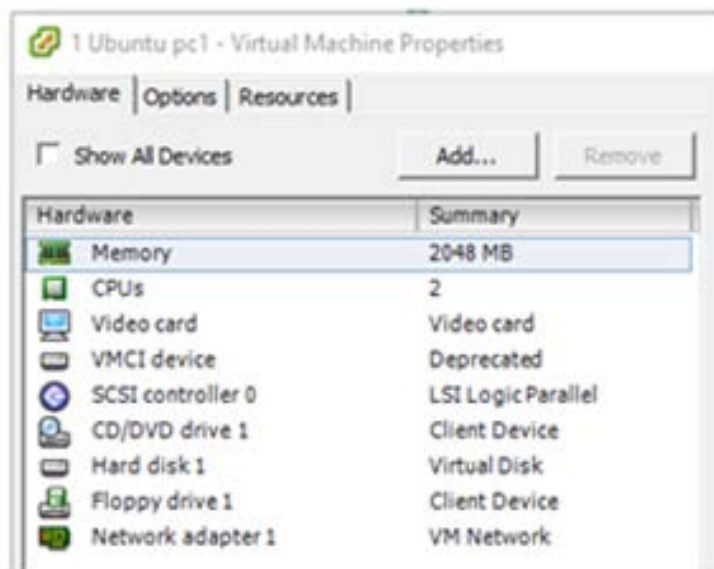 1 Ubuntu pc1 - Virtual Machine Properties
Hardware Options Resources
Show All Devices Add... Remove
Hardware Summary
Memory 2048 MB
CPUs 2
Video card Video card
VMCI device Deprecated
SCSI controller 0 LSI Logic Parallel
CD/DVD drive 1 Client Device
Hard disk 1 Virtual Disk
Floppy drive 1 Client Device
Network adapter 1 VM Network